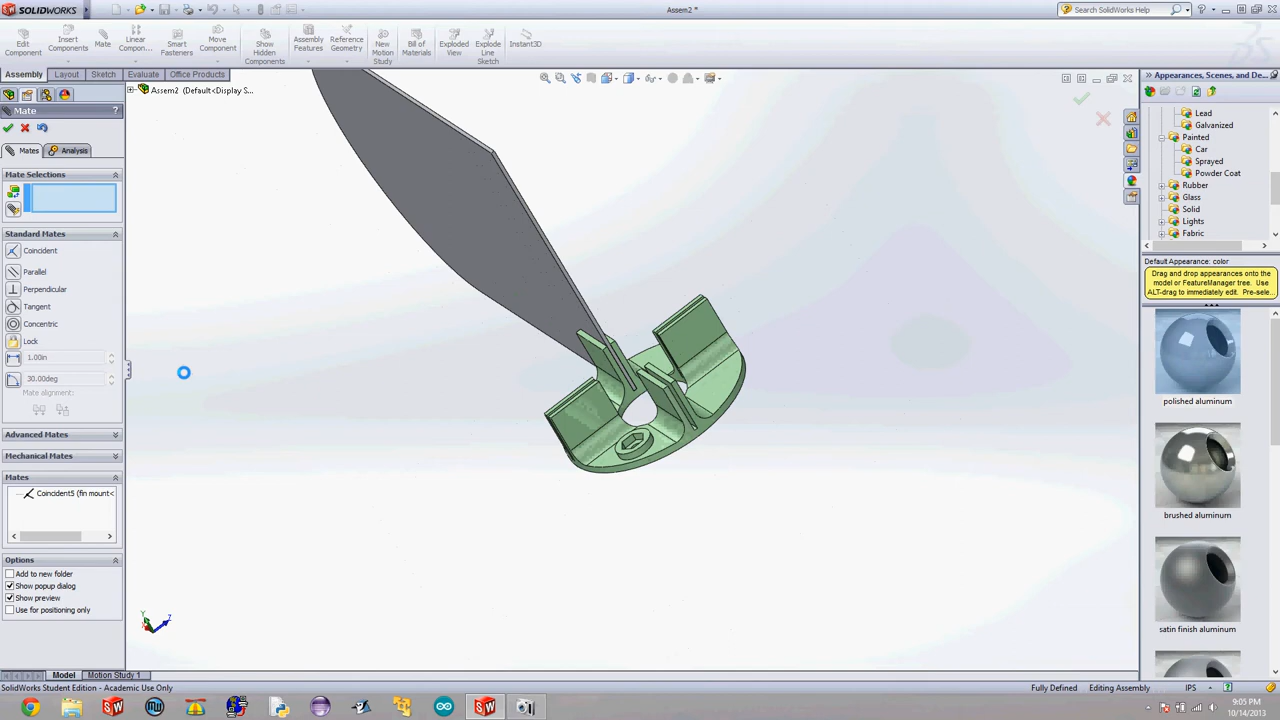 SOLIDWORKS
Assem2 *
Search SolidWorks Help
Edit Component
Insert Components
Mate
Linear Compon...
Smart Fasteners
Move Component
Show Hidden Components
Assembly Features
Reference Geometry
New Motion Study
Bill of Materials
Exploded View
Explode Line Sketch
Instant3D
Assembly Layout Sketch Evaluate Office Products
Assem2 (Default<Display S...
Mate ?
Mates Analysis
Mate Selections
Standard Mates
Coincident
Parallel
Perpendicular
Tangent
Concentric
Lock
1.00in
30.00deg
Mate alignment:
Advanced Mates
Mechanical Mates
Mates
Coincident5 (fin mount<
Options
Add to new folder
Show popup dialog
Show preview
Use for positioning only
Y
Z
Appearances, Scenes, and De...
Lead
Galvanized
Painted
Car
Sprayed
Powder Coat
Rubber
Glass
Solid
Lights
Fabric
Default Appearance: color
Drag and drop appearances onto the
model or FeatureManager tree. Use
ALT-drag to immediately edit. Pre-sele...
polished aluminum
brushed aluminum
satin finish aluminum
Model Motion Study 1
SolidWorks Student Edition - Academic Use Only
Fully Defined Editing Assembly IPS
9:05 PM
10/14/2013